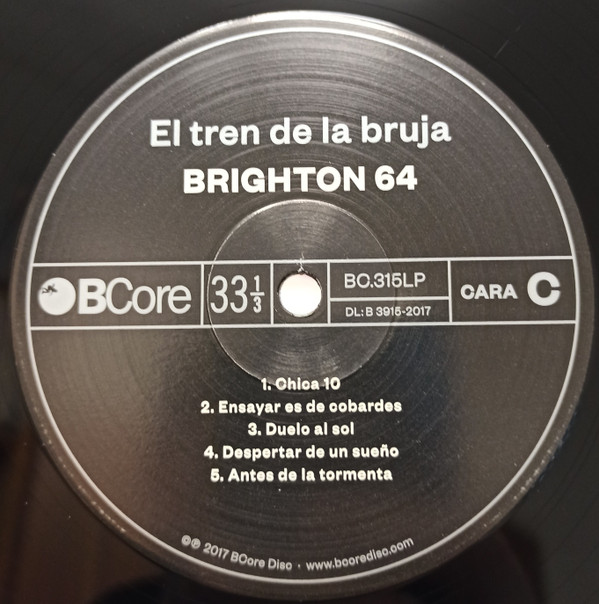 El tren de la bruja
BRIGHTON 64
BCore
33 1/3
BC.315LP
DL: B 3915-2017
CARA C
1. Chica 10
2. Ensayar es de cobardes
3. Duelo al sol
4. Despertar de un sueño
5. Antes de la tormenta
©℗ 2017 BCore Disc · www.bcoredisc.com